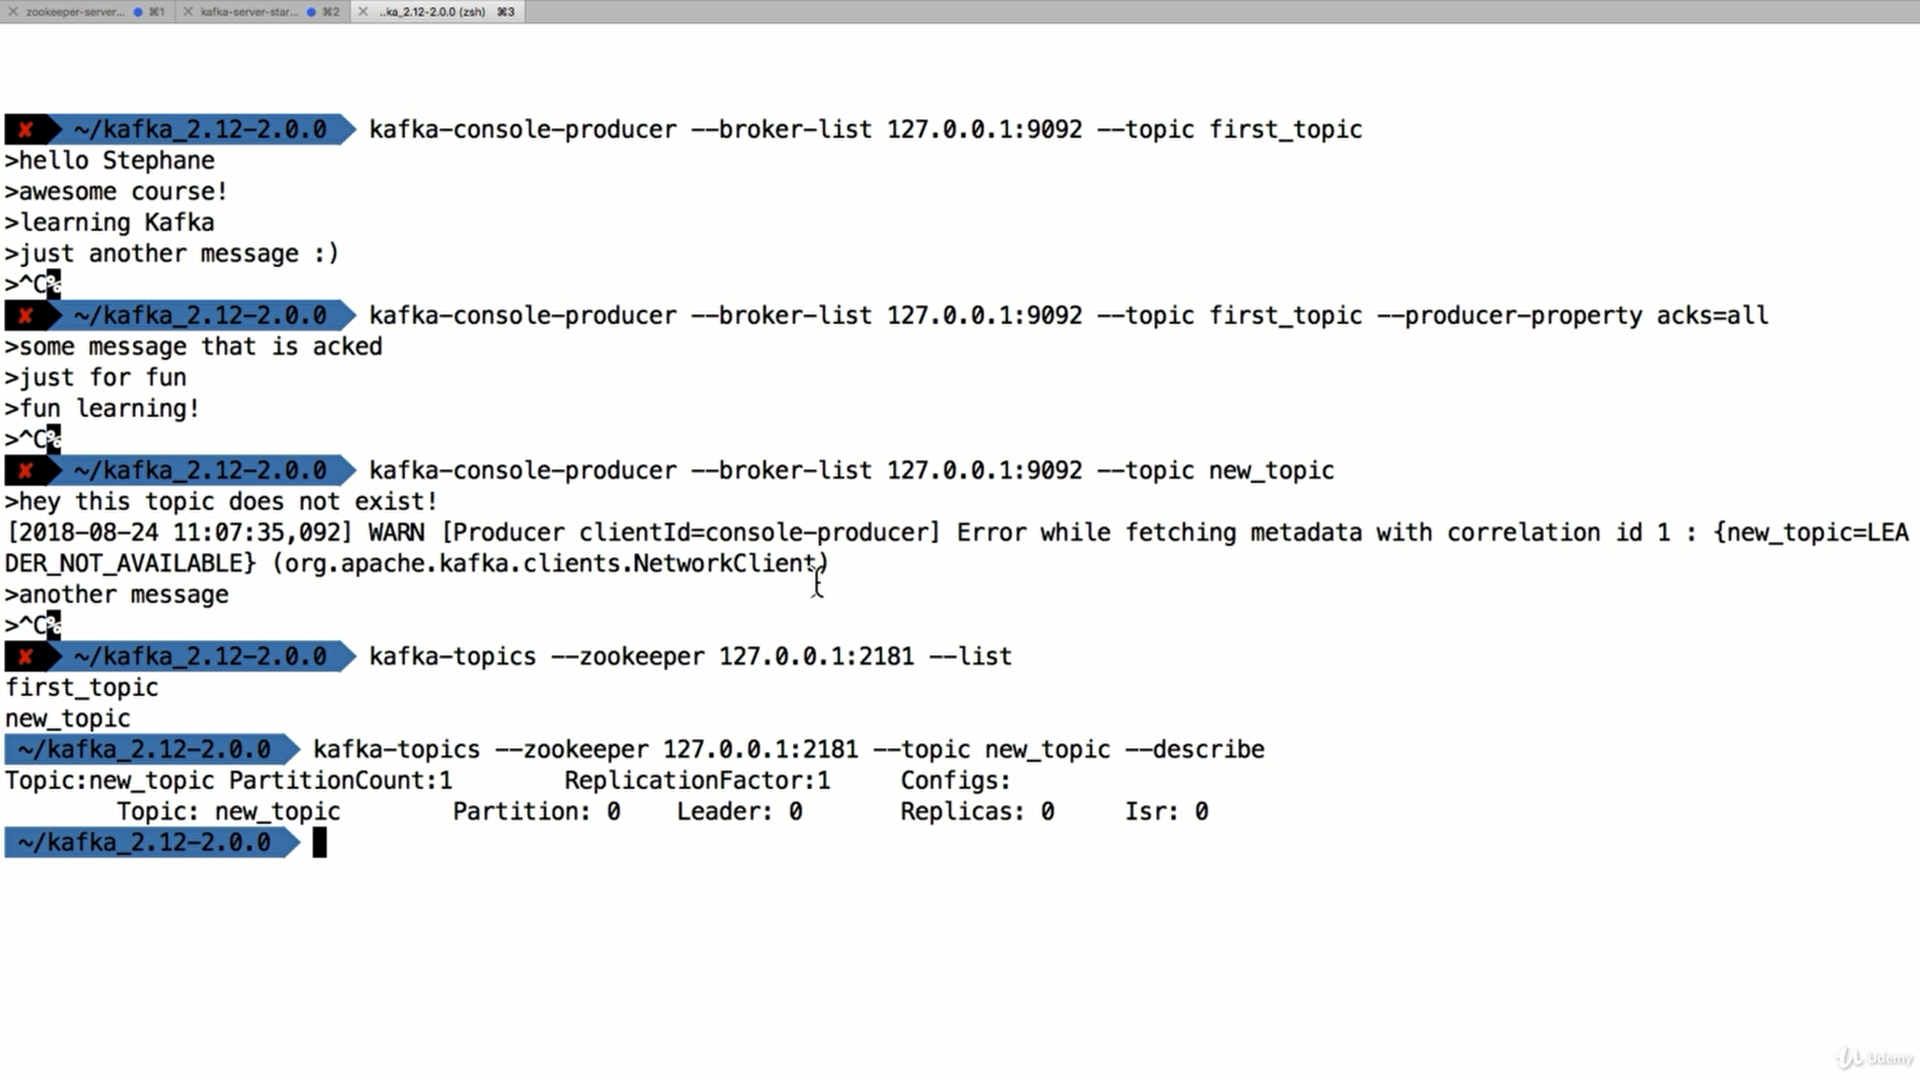 zookeeper-server... ⌘1 kafka-server-star... ⌘2 ..ka_2.12-2.0.0 (zsh) ⌘3
✘ ~/kafka_2.12-2.0.0 kafka-console-producer --broker-list 127.0.0.1:9092 --topic first_topic
>hello Stephane
>awesome course!
>learning Kafka
>just another message :)
>^C%
✘ ~/kafka_2.12-2.0.0 kafka-console-producer --broker-list 127.0.0.1:9092 --topic first_topic --producer-property acks=all
>some message that is acked
>just for fun
>fun learning!
>^C%
✘ ~/kafka_2.12-2.0.0 kafka-console-producer --broker-list 127.0.0.1:9092 --topic new_topic
>hey this topic does not exist!
[2018-08-24 11:07:35,092] WARN [Producer clientId=console-producer] Error while fetching metadata with correlation id 1 : {new_topic=LEA
DER_NOT_AVAILABLE} (org.apache.kafka.clients.NetworkClient)
>another message
>^C%
✘ ~/kafka_2.12-2.0.0 kafka-topics --zookeeper 127.0.0.1:2181 --list
first_topic
new_topic
~/kafka_2.12-2.0.0 kafka-topics --zookeeper 127.0.0.1:2181 --topic new_topic --describe
Topic:new_topic PartitionCount:1 ReplicationFactor:1 Configs:
Topic: new_topic Partition: 0 Leader: 0 Replicas: 0 Isr: 0
~/kafka_2.12-2.0.0
Udemy